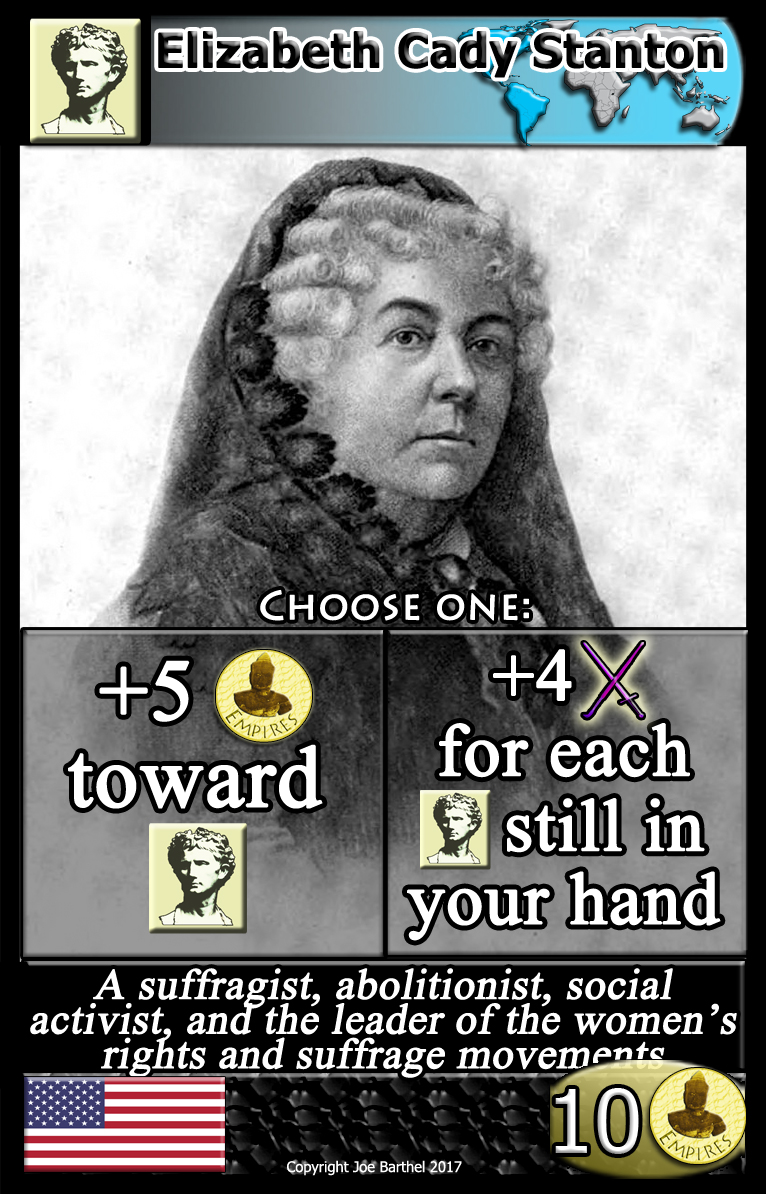 Elizabeth Cady Stanton
CHOOSE ONE:
+5 EMPIRES
toward
+4
for each
still in
your hand
A suffragist, abolitionist, social
activist, and the leader of the women’s
rights and suffrage movements
10 EMPIRES
Copyright Joe Barthel 2017